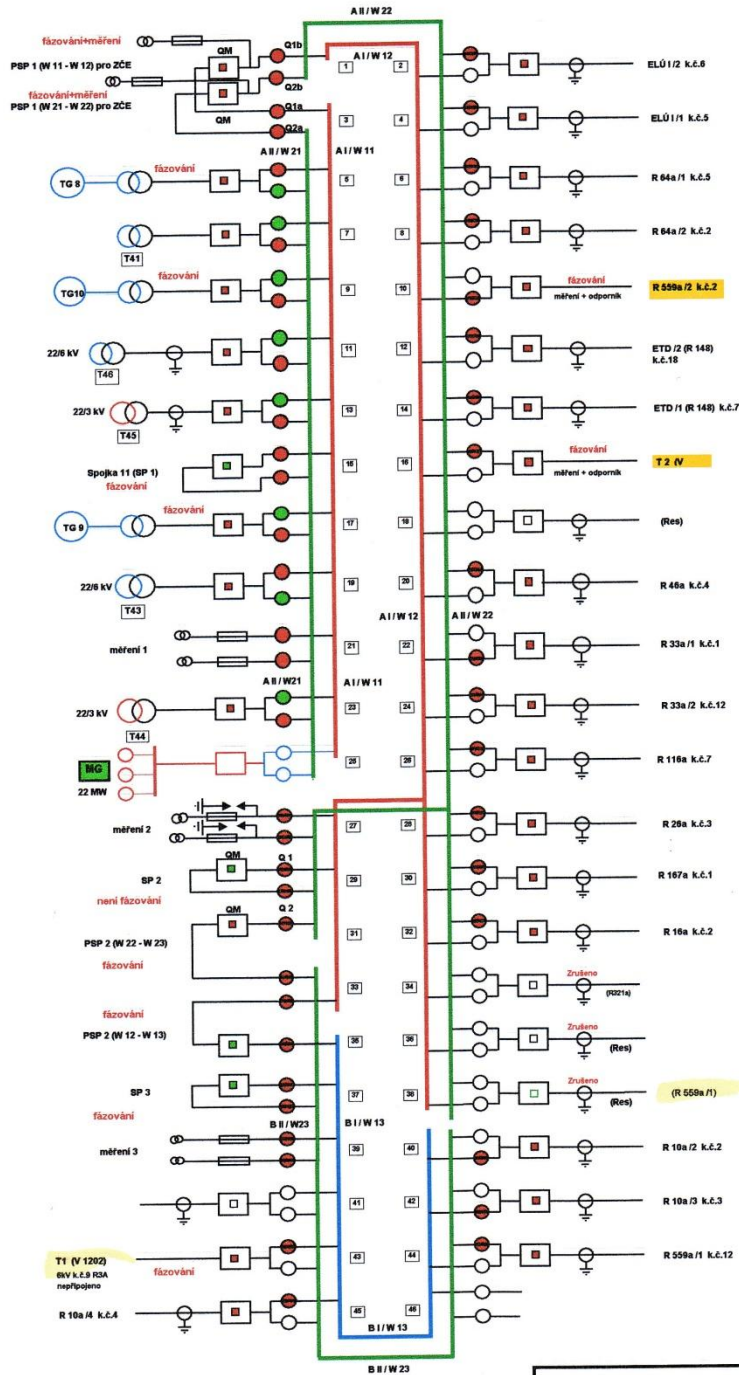 A II / W 22
fázování+měření
QM
Q1b
A I / W 12
PSP 1 (W 11 - W 12) pro ZČE
1
2
ELÚ I / 2 k.č.6
Q2b
fázování+měření
PSP 1 (W 21 - W 22) pro ZČE
QM
Q1a
3
4
ELÚ I / 1 k.č.5
Q2a
A II / W 21
A I / W 11
fázování
TG 8
5
6
R 64a / 1 k.č.5
7
8
R 64a / 2 k.č.2
T41
fázování
TG10
9
10
fázování
měření + odporník
R 559a / 2 k.č.2
22/6 kV
11
12
ETD / 2 (R 148)
k.č.18
T46
22/3 kV
13
14
ETD / 1 (R 148) k.č.7
T45
Spojka 11 (SP 1)
fázování
15
16
fázování
měření + odporník
T 2 (V
fázování
TG 9
17
18
(Res)
22/6 kV
19
20
R 46a k.č.4
T43
A I / W 12
A II / W 22
měření 1
21
22
R 33a / 1 k.č.1
A II / W21
A I / W 11
22/3 kV
23
24
R 33a / 2 k.č.12
T44
MG
22 MW
25
26
R 116a k.č.7
měření 2
27
28
R 26a k.č.3
QM
Q 1
SP 2
29
30
R 167a k.č.1
není fázování
QM
Q 2
31
32
R 16a k.č.2
PSP 2 (W 22 - W 23)
fázování
33
34
Zrušeno
(R321a)
fázování
PSP 2 (W 12 - W 13)
35
36
Zrušeno
(Res)
SP 3
37
38
Zrušeno
(Res)
(R 559a / 1)
fázování
B II / W23
B I / W 13
měření 3
39
40
R 10a / 2 k.č.2
41
42
R 10a / 3 k.č.3
T1 (V 1202)
6kV k.č.9 R3A
nepřipojeno
fázování
43
44
R 559a / 1 k.č.12
R 10a / 4 k.č.4
45
46
B I / W 13
B II / W 23